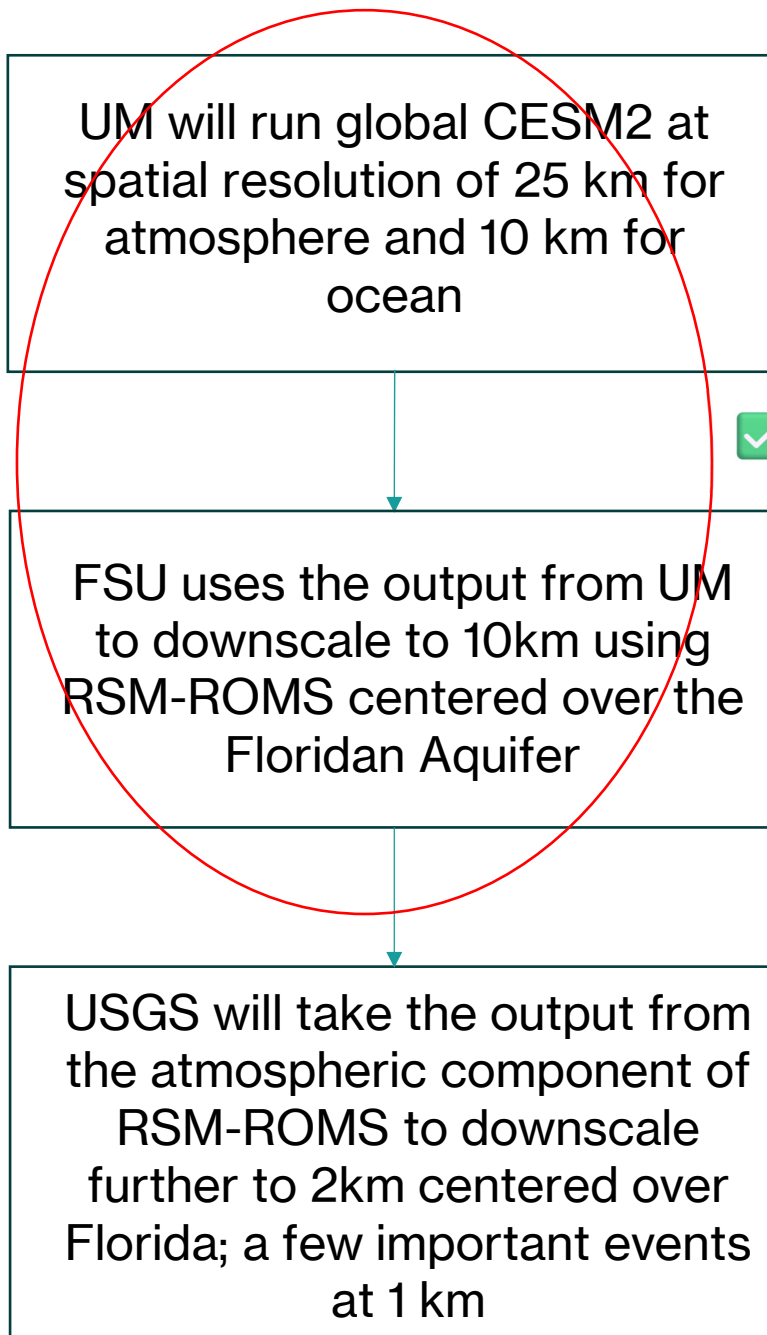 UM will run global CESM2 at
spatial resolution of 25 km for
atmosphere and 10 km for
ocean
FSU uses the output from UM
to downscale to 10km using
RSM-ROMS centered over the
Floridan Aquifer
USGS will take the output from
the atmospheric component of
RSM-ROMS to downscale
further to 2km centered over
Florida; a few important events
at 1 km